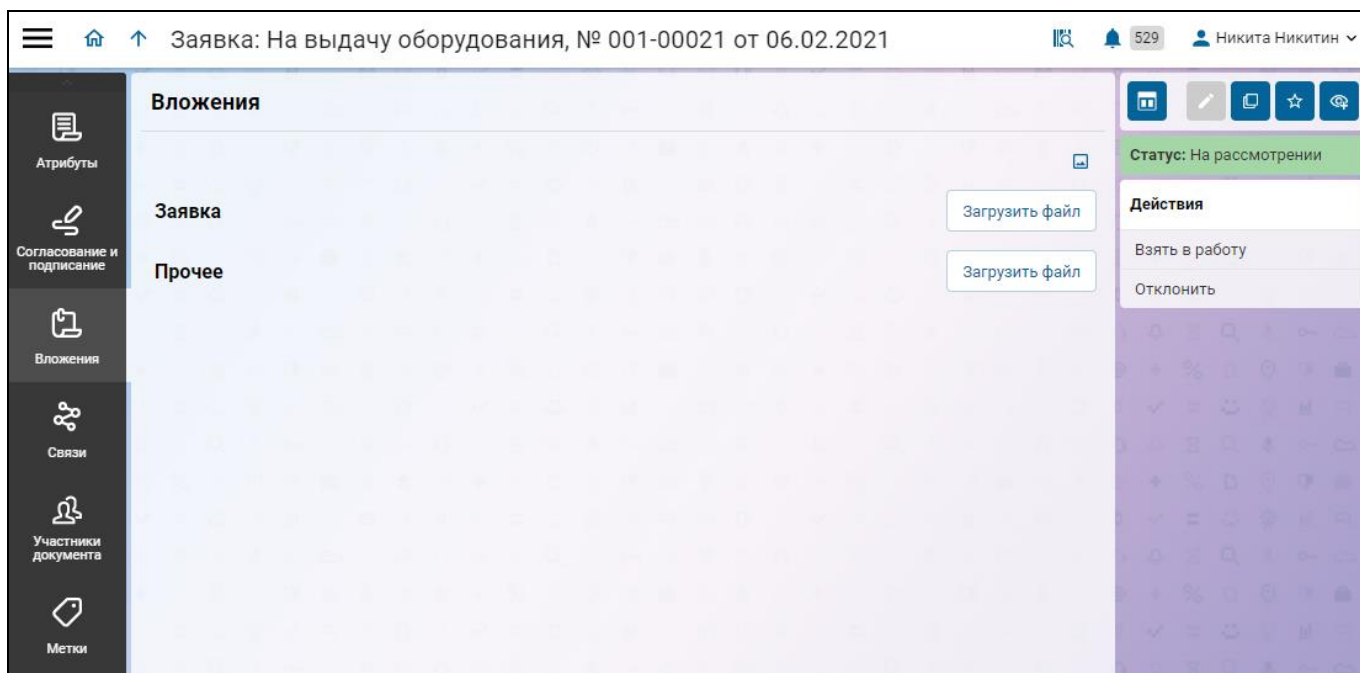 Заявка: На выдачу оборудования, № 001-00021 от 06.02.2021
529
Никита Никитин
Атрибуты
Согласование и
подписание
Вложения
Связи
Участники
документа
Метки
Вложения
Заявка
Загрузить файл
Прочее
Загрузить файл
Статус: На рассмотрении
Действия
Взять в работу
Отклонить